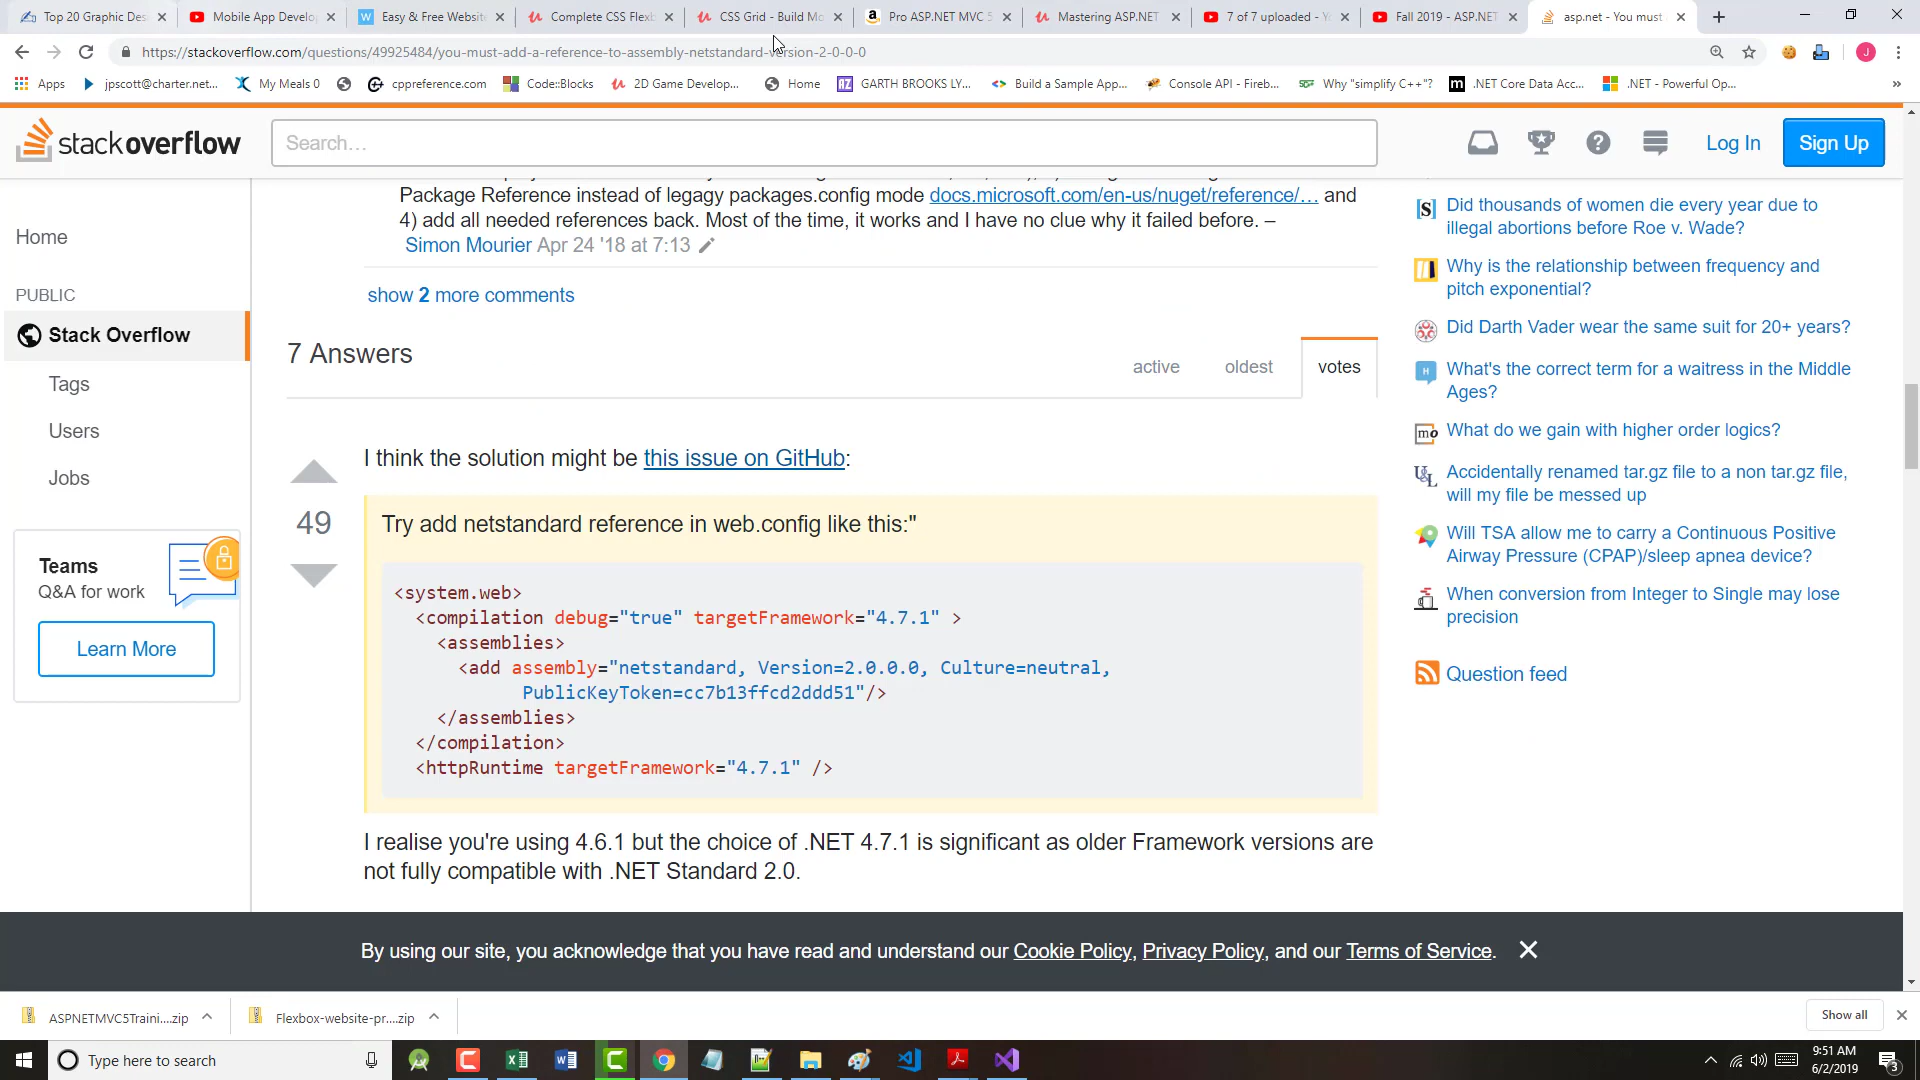 Top 20 Graphic Des
Mobile App Develo
Easy & Free Website
Complete CSS Flexb
CSS Grid - Build Mo
Pro ASP.NET MVC 5
Mastering ASP.NET
7 of 7 uploaded - Y
Fall 2019 - ASP.NET
asp.net - You must
https://stackoverflow.com/questions/49925484/you-must-add-a-reference-to-assembly-netstandard-version-2-0-0-0
J
Apps
jpscott@charter.net...
My Meals 0
cppreference.com
Code::Blocks
2D Game Develop...
Home
GARTH BROOKS LY...
Build a Sample App...
Console API - Fireb...
Why "simplify C++"?
.NET Core Data Acc...
.NET - Powerful Op...
stackoverflow
Search…
Log In
Sign Up
Package Reference instead of legagy packages.config mode docs.microsoft.com/en-us/nuget/reference/… and
4) add all needed references back. Most of the time, it works and I have no clue why it failed before. –
Simon Mourier Apr 24 '18 at 7:13
show 2 more comments
Home
PUBLIC
Stack Overflow
Tags
Users
Jobs
Teams
Q&A for work
Learn More
7 Answers
active
oldest
votes
49
I think the solution might be this issue on GitHub:
Try add netstandard reference in web.config like this:"
<system.web>
<compilation debug="true" targetFramework="4.7.1" >
<assemblies>
<add assembly="netstandard, Version=2.0.0.0, Culture=neutral,
PublicKeyToken=cc7b13ffcd2ddd51"/>
</assemblies>
</compilation>
<httpRuntime targetFramework="4.7.1" />
I realise you're using 4.6.1 but the choice of .NET 4.7.1 is significant as older Framework versions are
not fully compatible with .NET Standard 2.0.
Did thousands of women die every year due to
illegal abortions before Roe v. Wade?
Why is the relationship between frequency and
pitch exponential?
Did Darth Vader wear the same suit for 20+ years?
What's the correct term for a waitress in the Middle
Ages?
What do we gain with higher order logics?
Accidentally renamed tar.gz file to a non tar.gz file,
will my file be messed up
Will TSA allow me to carry a Continuous Positive
Airway Pressure (CPAP)/sleep apnea device?
When conversion from Integer to Single may lose
precision
Question feed
By using our site, you acknowledge that you have read and understand our Cookie Policy, Privacy Policy, and our Terms of Service.
ASPNETMVC5Traini....zip
Flexbox-website-pr....zip
Show all
Type here to search
9:51 AM
6/2/2019
3